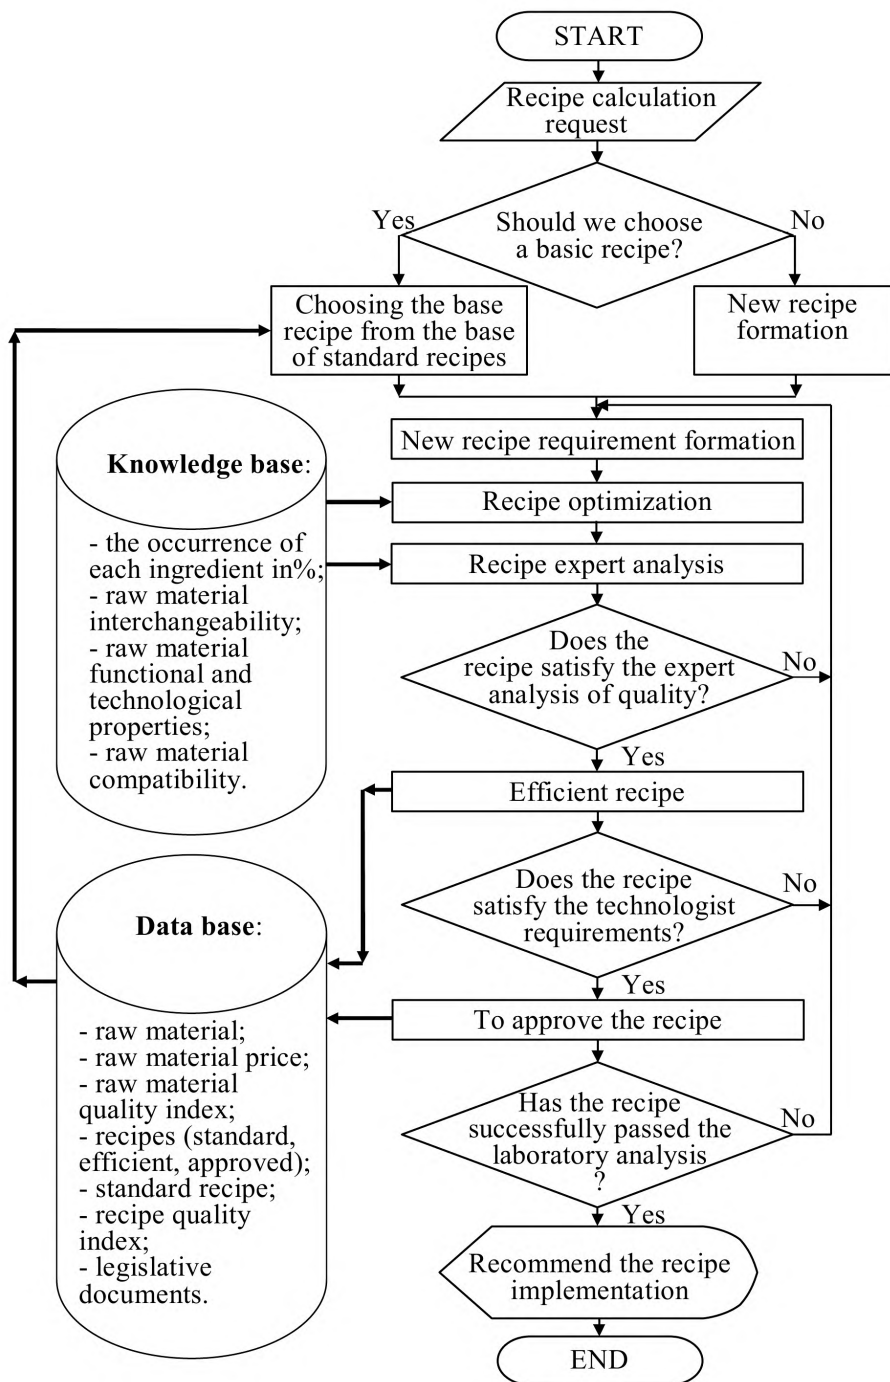 START
Recipe calculation
request
Should we choose
a basic recipe?
Yes
No
Choosing the base
recipe from the base
of standard recipes
New recipe
formation
New recipe requirement formation
Knowledge base:
- the occurrence of
each ingredient in%;
- raw material
interchangeability;
- raw material
functional and
technological
properties;
- raw material
compatibility.
Recipe optimization
Recipe expert analysis
Does the
recipe satisfy the expert
analysis of quality?
No
Yes
Efficient recipe
Does the recipe
satisfy the technologist
requirements?
No
Yes
Data base:
- raw material;
- raw material price;
- raw material
quality index;
- recipes (standard,
efficient, approved);
- standard recipe;
- recipe quality
index;
- legislative
documents.
To approve the recipe
Has the recipe
successfully passed the
laboratory analysis
?
No
Yes
Recommend the recipe
implementation
END